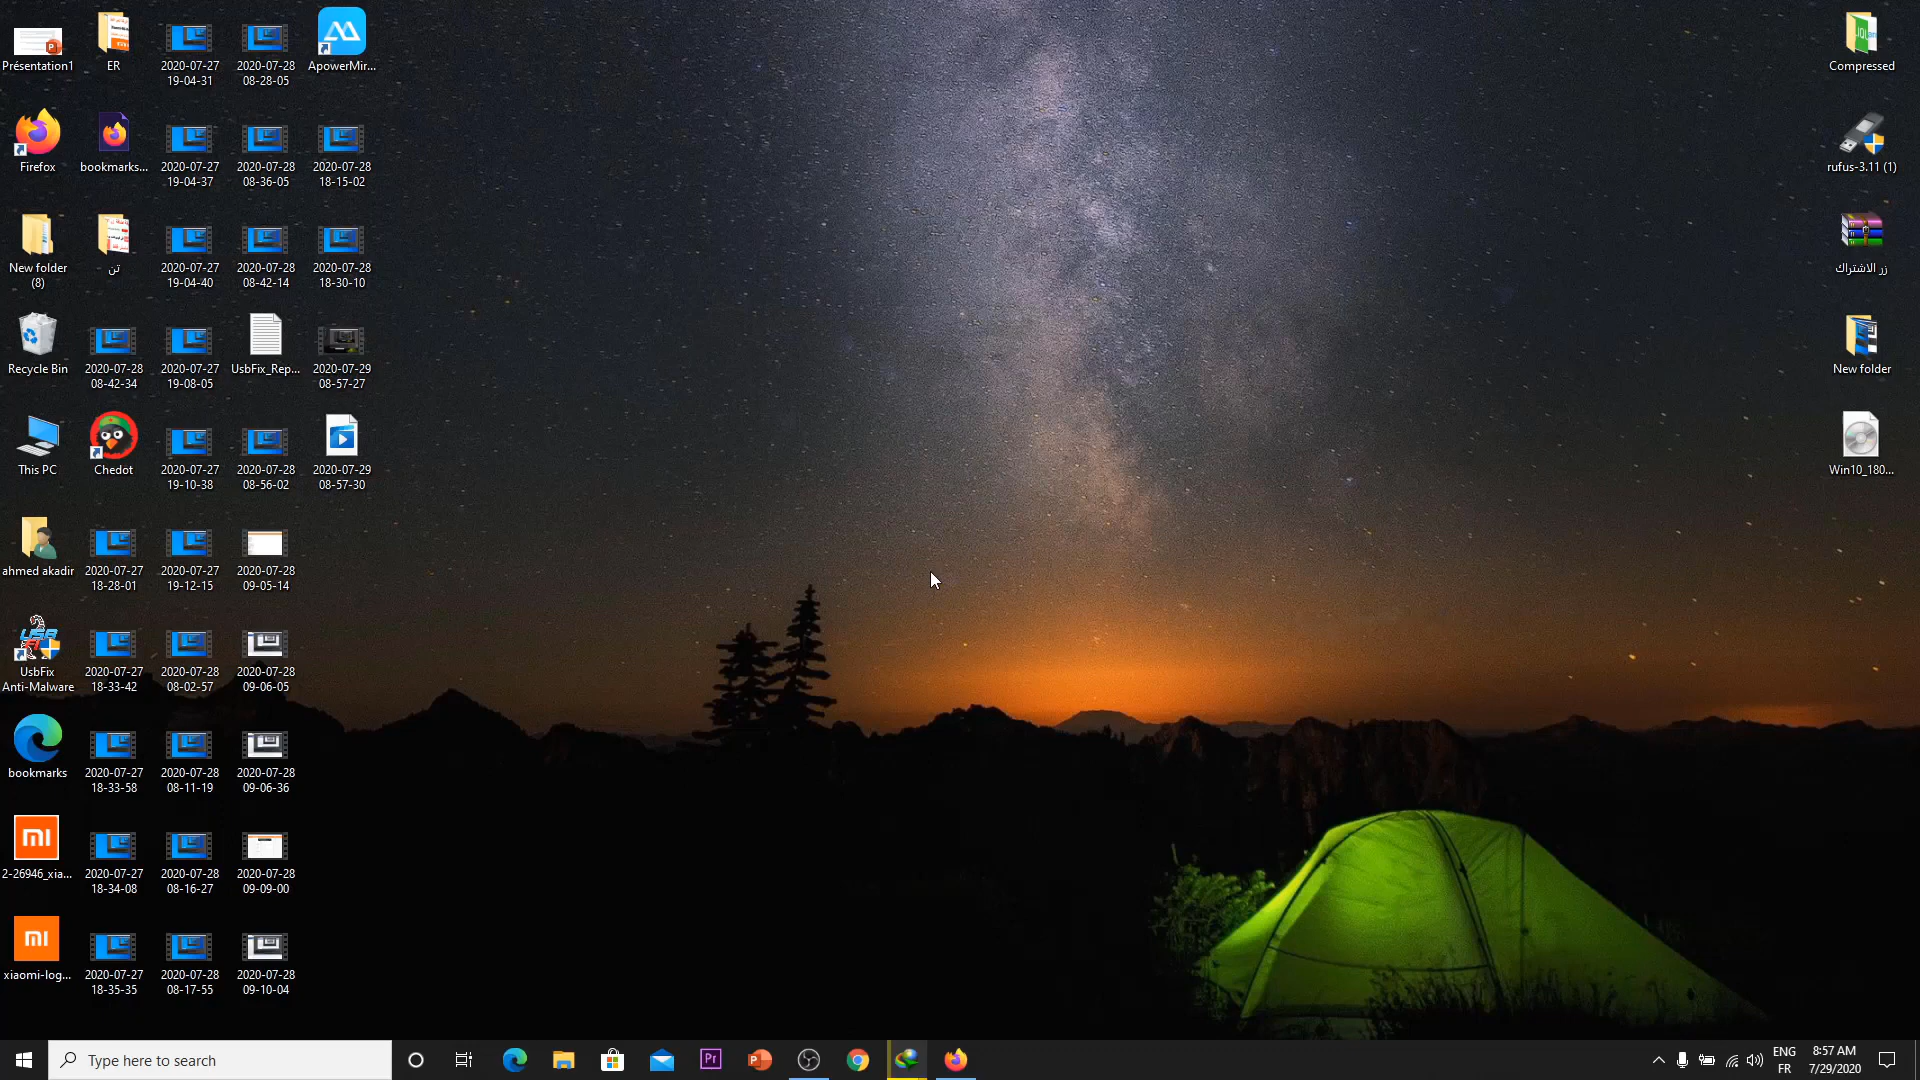 Présentation1
Firefox
New folder
(8)
Recycle Bin
This PC
ahmed akadir
UsbFix
Anti-Malware
bookmarks
2-26946_xia...
xiaomi-log...
ER
bookmarks...
تن
2020-07-28
08-42-34
Chedot
2020-07-27
18-28-01
2020-07-27
18-33-42
2020-07-27
18-33-58
2020-07-27
18-34-08
2020-07-27
18-35-35
2020-07-27
19-04-31
2020-07-27
19-04-37
2020-07-27
19-04-40
2020-07-27
19-08-05
2020-07-27
19-10-38
2020-07-27
19-12-15
2020-07-28
08-02-57
2020-07-28
08-11-19
2020-07-28
08-16-27
2020-07-28
08-17-55
2020-07-28
08-28-05
2020-07-28
08-36-05
2020-07-28
08-42-14
UsbFix_Rep...
2020-07-28
08-56-02
2020-07-28
09-05-14
2020-07-28
09-06-05
2020-07-28
09-06-36
2020-07-28
09-09-00
2020-07-28
09-10-04
ApowerMir...
2020-07-28
18-15-02
2020-07-28
18-30-10
2020-07-29
08-57-27
2020-07-29
08-57-30
Compressed
rufus-3.11 (1)
زر الاشتراك
New folder
Win10_180...
Type here to search
Pr
ENG
FR
8:57 AM
7/29/2020